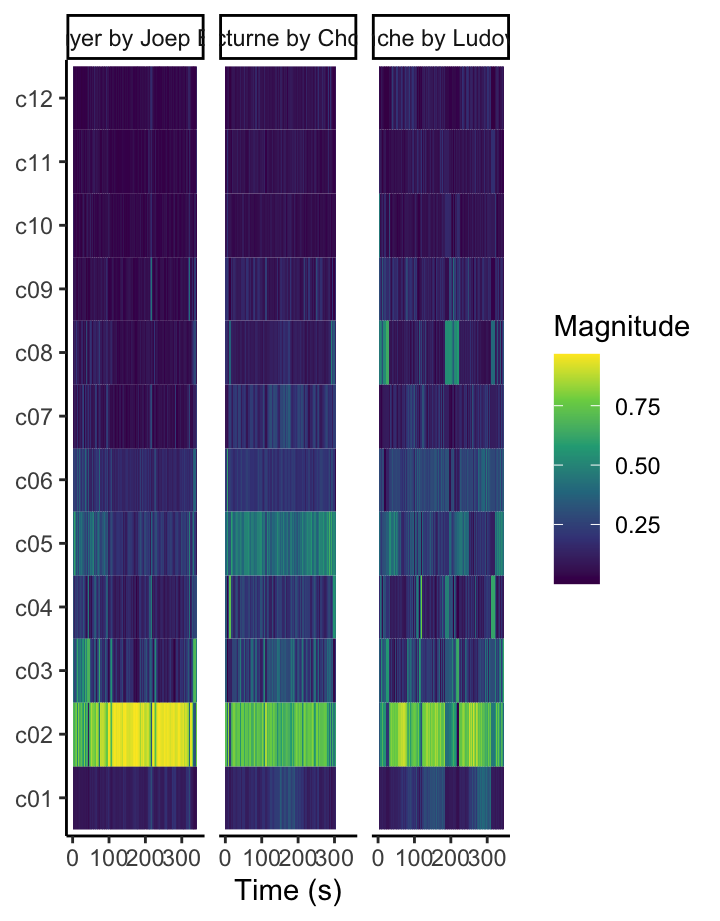 yer by Joep
cturne by Cho
che by Ludov
c12
c11
c10
c09
c08
c07
c06
c05
c04
c03
c02
c01
0 100 200 300
0 100 200 300
0 100 200 300
Time (s)
Magnitude
0.75
0.50
0.25